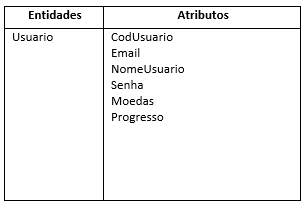 Entidades Atributos
Usuario CodUsuario
Email
NomeUsuario
Senha
Moedas
Progresso